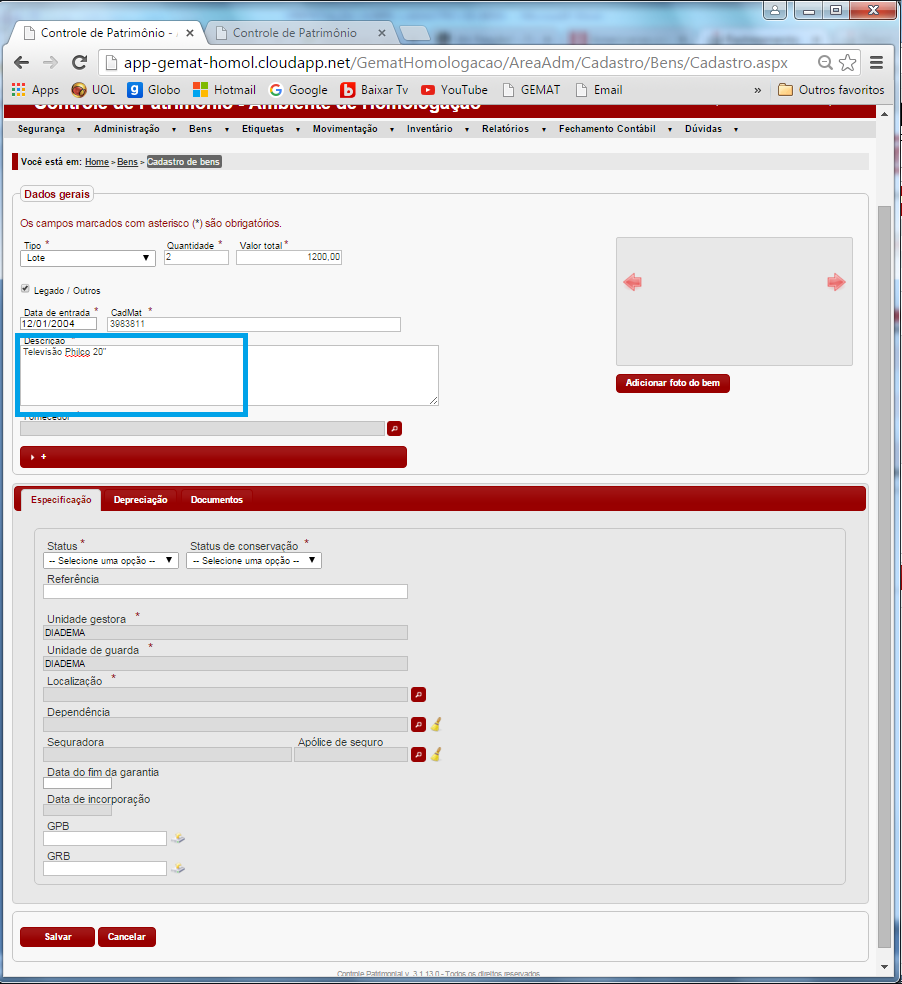 Controle de Patrimônio -
Controle de Patrimônio
app-gemat-homol.cloudapp.net/GematHomologacao/AreaAdm/Cadastro/Bens/Cadastro.aspx
Apps UOL Globo Hotmail Google Baixar Tv YouTube GEMAT Email » Outros favoritos
Controle de Patrimônio - Ambiente de Homologação
Segurança Administração Bens Etiquetas Movimentação Inventário Relatórios Fechamento Contábil Dúvidas
Você está em: Home » Bens » Cadastro de bens
Dados gerais
Os campos marcados com asterisco (*) são obrigatórios.
Tipo * Quantidade * Valor total *
Lote 2 1200,00
Legado / Outros
Data de entrada * CadMat *
12/01/2004 3983811
Descrição *
Televisão Philco 20"
Adicionar foto do bem
Fornecedor
+
Especificação Depreciação Documentos
Status * Status de conservação *
-- Selecione uma opção -- -- Selecione uma opção --
Referência
Unidade gestora *
DIADEMA
Unidade de guarda *
DIADEMA
Localização *
Dependência
Seguradora Apólice de seguro
Data do fim da garantia
Data de incorporação
GPB
GRB
Salvar Cancelar
Controle Patrimonial v. 3.1.13.0 - Todos os direitos reservados.